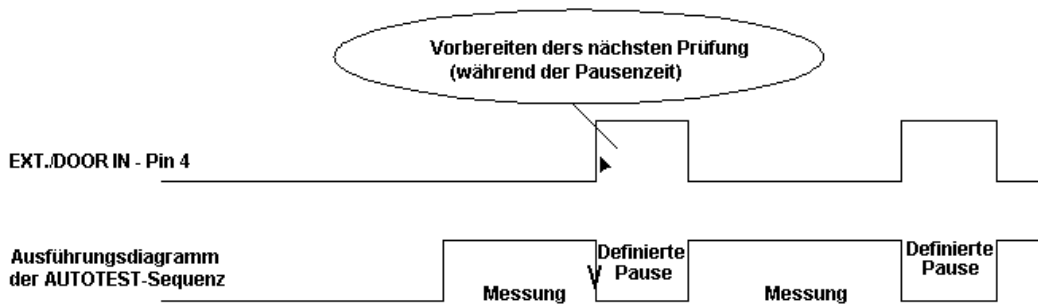 Vorbereiten ders nächsten Prüfung
(während der Pausenzeit)
EXT./DOOR IN - Pin 4
Ausführungsdiagramm
der AUTOTEST-Sequenz
Messung
Definierte
Pause
Messung
Definierte
Pause